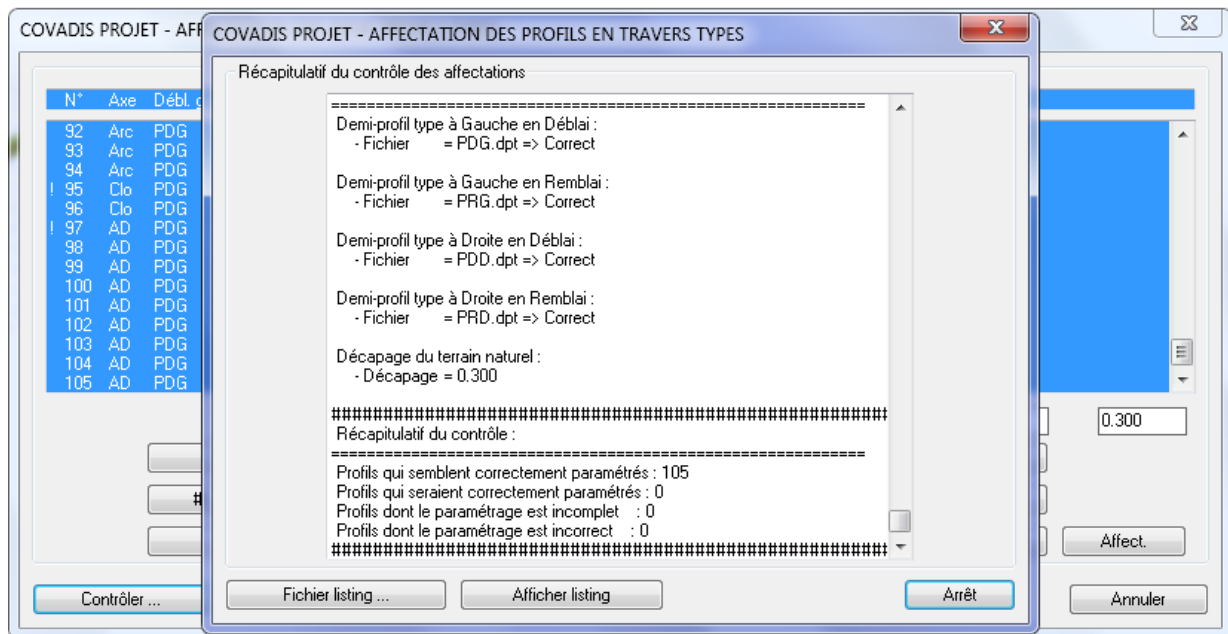 COVADIS PROJET - AFF
COVADIS PROJET - AFFECTATION DES PROFILS EN TRAVERS TYPES
Récapitulatif du contrôle des affectations
N° Axe Débl.
92 Arc PDG
93 Arc PDG
94 Arc PDG
! 95 Clo PDG
96 Clo PDG
! 97 AD PDG
98 AD PDG
99 AD PDG
100 AD PDG
101 AD PDG
102 AD PDG
103 AD PDG
104 AD PDG
105 AD PDG
==============================================================
Demi-profil type à Gauche en Déblai :
- Fichier = PDG.dpt => Correct
Demi-profil type à Gauche en Remblai :
- Fichier = PRG.dpt => Correct
Demi-profil type à Droite en Déblai :
- Fichier = PDD.dpt => Correct
Demi-profil type à Droite en Remblai :
- Fichier = PRD.dpt => Correct
Décapage du terrain naturel :
- Décapage = 0.300
##############################################################
Récapitulatif du contrôle :
==============================================================
Profils qui semblent correctement paramétrés : 105
Profils qui seraient correctement paramétrés : 0
Profils dont le paramétrage est incomplet : 0
Profils dont le paramétrage est incorrect : 0
##############################################################
0.300
#
Affect.
Contrôler ...
Fichier listing ...
Afficher listing
Arrêt
Annuler